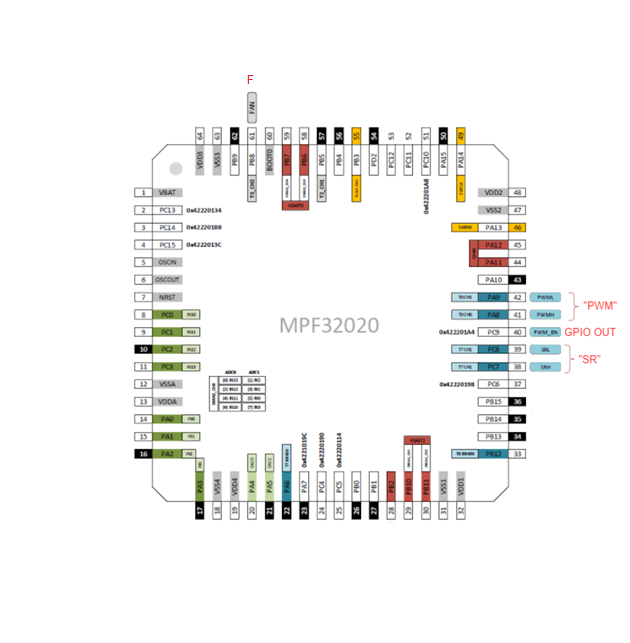 F
FAN
64 63 62 61 60 59 58 57 56 55 54 53 52 51 50 49
VDD3 VSS3 PB9 PB8 BOOT0 PB7 PB6 PB5 PB4 PB3 PD2 PC12 PC11 PC10 PA15 PA14
T3_CH2
T2_CH1
0x422201A8
1 VBAT
2 PC13 0x42220134
3 PC14 0x422201B8
4 PC15 0x4222013C
5 OSCIN
6 OSCOUT
7 NRST
8 PC0
9 PC1
10 PC2
11 PC3
12 VSSA
13 VDDA
14 PA0
15 PA1
16 PA2
MPF32020
ADC0 ADC1
VDD2 48
VSS2 47
PA13 46
PA12 45
PA11 44
PA10 43
PA9 42 PWML
PA8 41 PWMH
"PWM"
0x422201A4 PC9 40 PWM_EN GPIO OUT
PC8 39 SRL
PC7 38 SRH
"SR"
0x42220198 PC6 37
PB15 36
PB14 35
PB13 34
PB12 33
0x4221019C 0x42220190 0x42220114
PA3 VSS4 VDD4 PA4 PA5 PA6 PA7 PC4 PC5 PB0 PB1 PB2 PB10 PB11 VSS1 VDD1
17 18 19 20 21 22 23 24 25 26 27 28 29 30 31 32